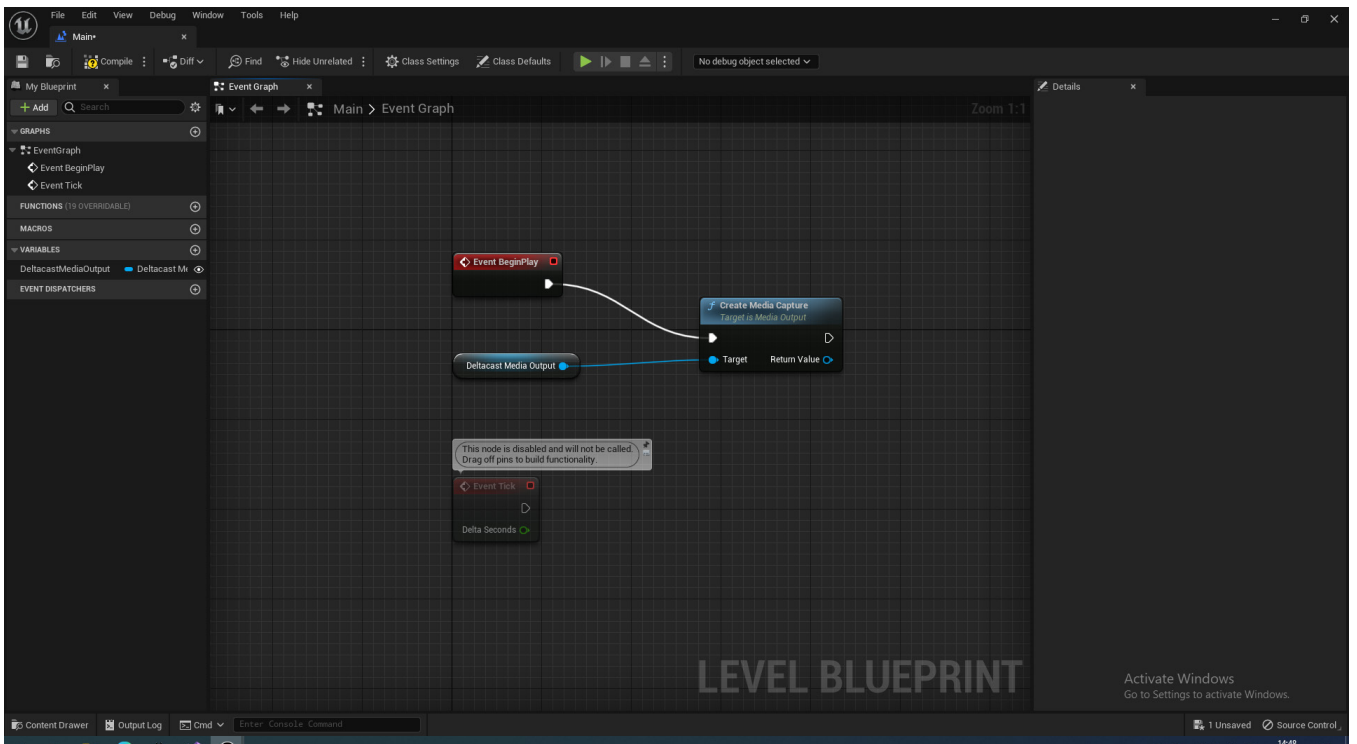 File Edit View Debug Window Tools Help
Main•
Compile Diff Find Hide Unrelated Class Settings Class Defaults No debug object selected
My Blueprint
Event Graph
Details
Add Search
Main > Event Graph Zoom 1:1
GRAPHS
EventGraph
Event BeginPlay
Event Tick
FUNCTIONS (19 OVERRIDABLE)
MACROS
VARIABLES
DeltacastMediaOutput Deltacast Me
EVENT DISPATCHERS
Event BeginPlay
Create Media Capture
Target is Media Output
Target Return Value
Deltacast Media Output
This node is disabled and will not be called.
Drag off pins to build functionality.
Event Tick
Delta Seconds
LEVEL BLUEPRINT
Activate Windows
Go to Settings to activate Windows.
Content Drawer Output Log Cmd Enter Console Command 1 Unsaved Source Control
14:48